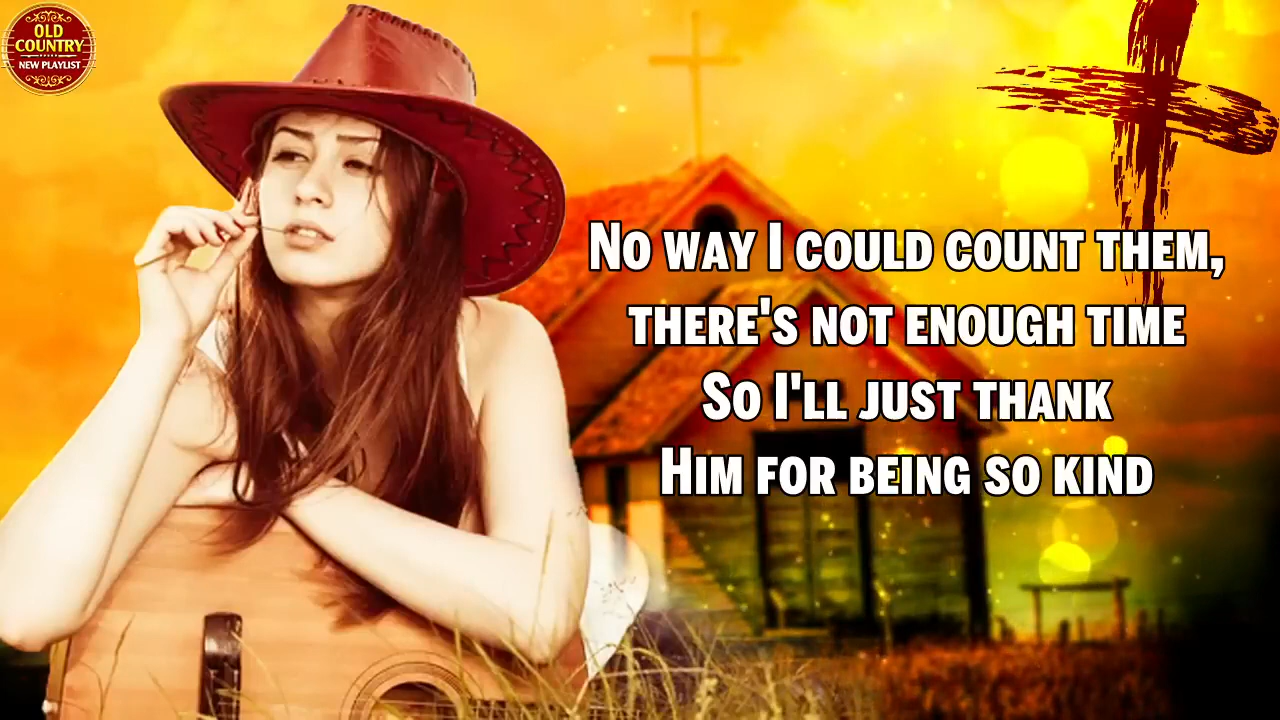 OLD
COUNTRY
NEW PLAYLIST
No way I could count them,
there's not enough time
So I'll just thank
Him for being so kind